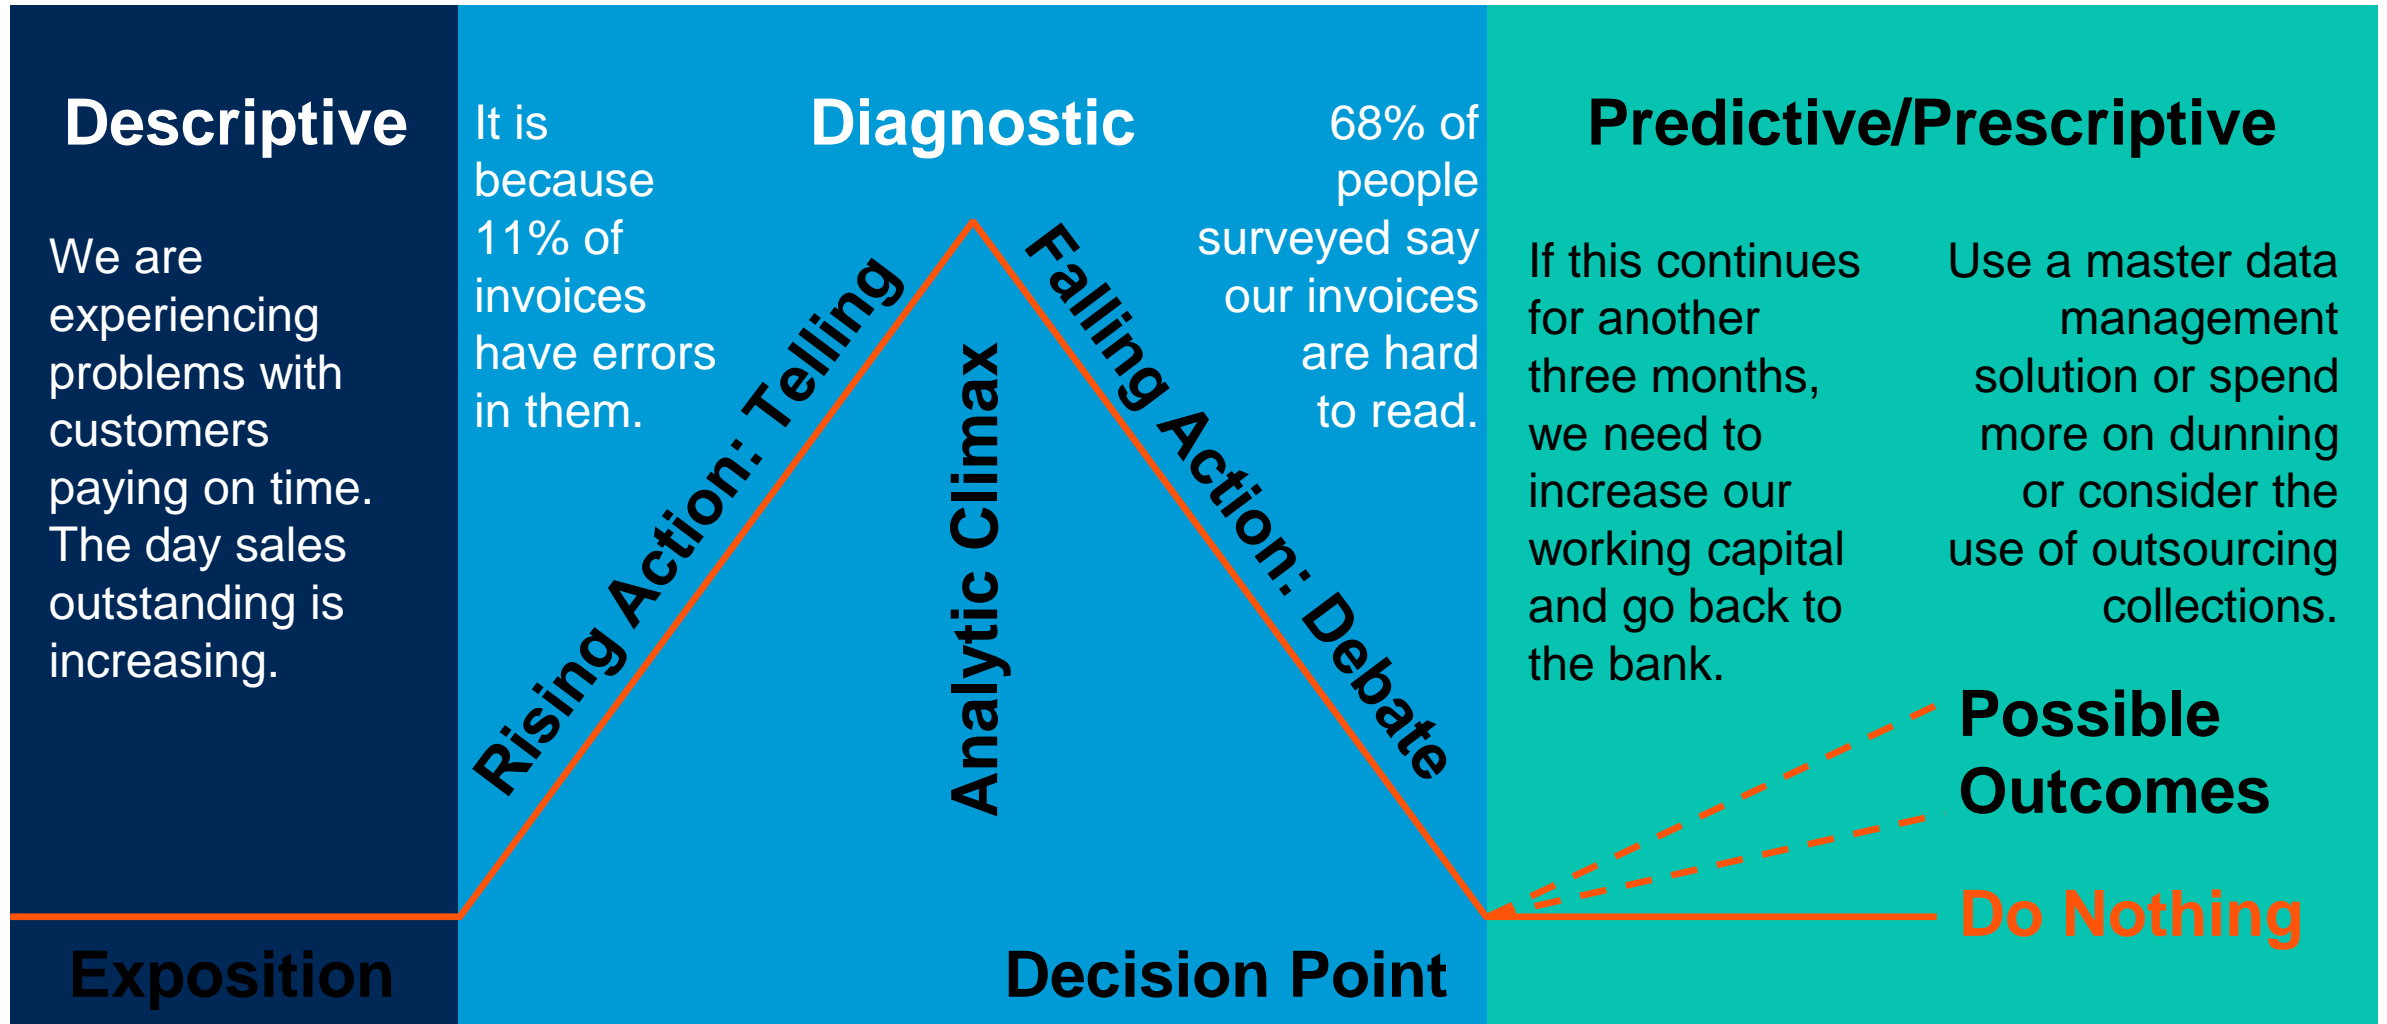 Descriptive
We are
experiencing
problems with
customers
paying on time.
The day sales
outstanding is
increasing.
Exposition
Diagnostic
It is
because
11% of
invoices
have errors
in them.
Rising Action: Telling
Analytic Climax
Falling Action: Debate
68% of
people
surveyed say
our invoices
are hard
to read.
Decision Point
Predictive/Prescriptive
If this continues
for another
three months,
we need to
increase our
working capital
and go back to
the bank.
Use a master data
management
solution or spend
more on dunning
or consider the
use of outsourcing
collections.
Possible
Outcomes
Do Nothing